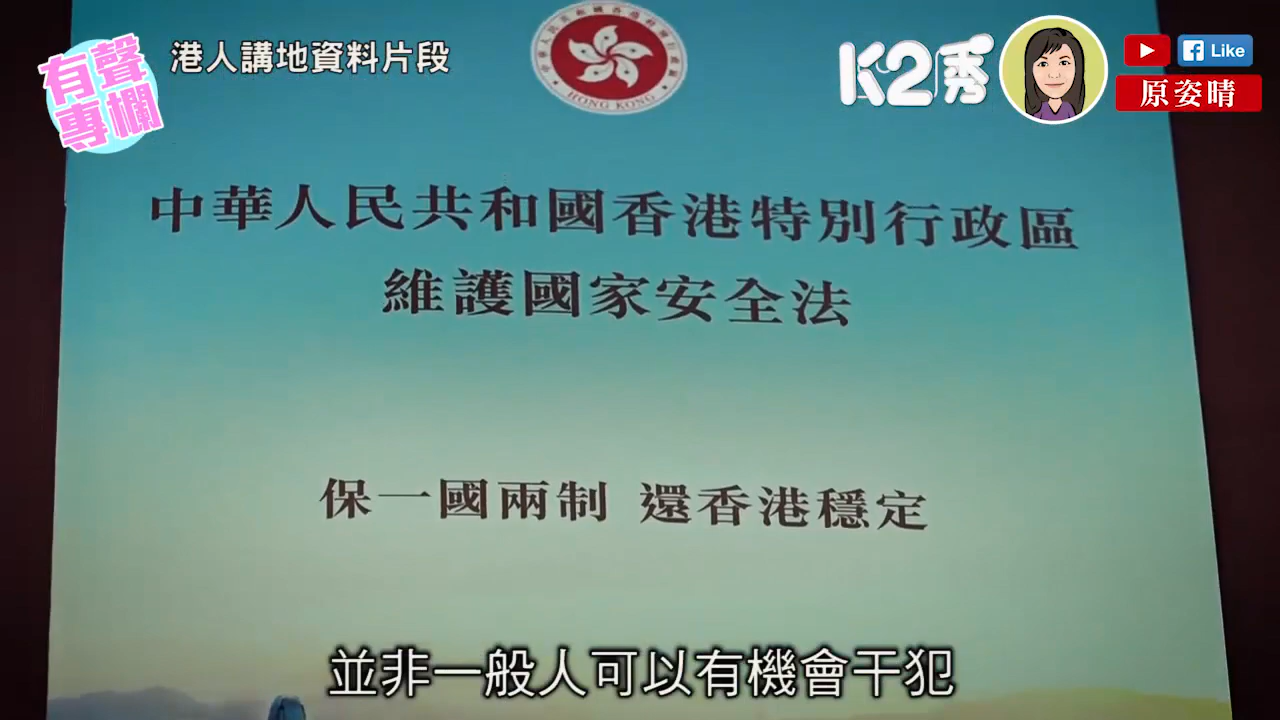 有聲
專欄
港人講地資料片段
HONG KONG
K2秀
Like
原姿晴
中華人民共和國香港特別行政區
維護國家安全法
保一國兩制 還香港穩定
並非一般人可以有機會干犯